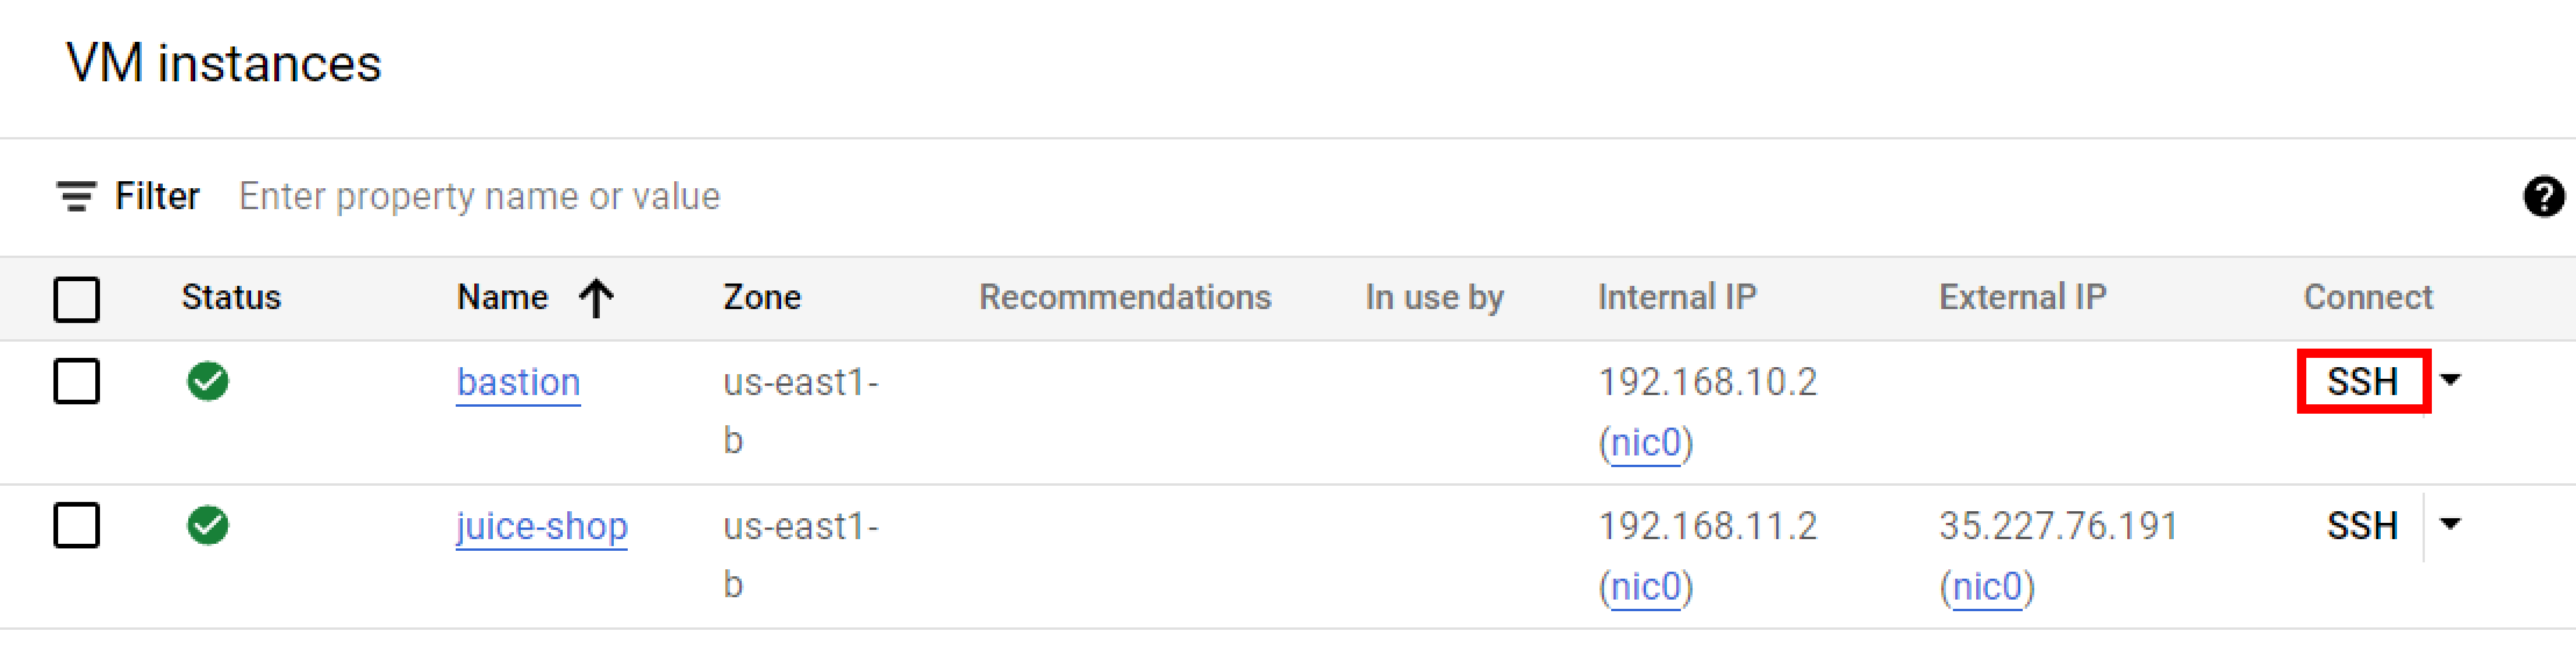 VM instances
Filter Enter property name or value
Status Name Zone Recommendations In use by Internal IP External IP Connect
bastion us-east1- 192.168.10.2 SSH
b (nic0)
juice-shop us-east1- 192.168.11.2 35.227.76.191 SSH
b (nic0) (nic0)